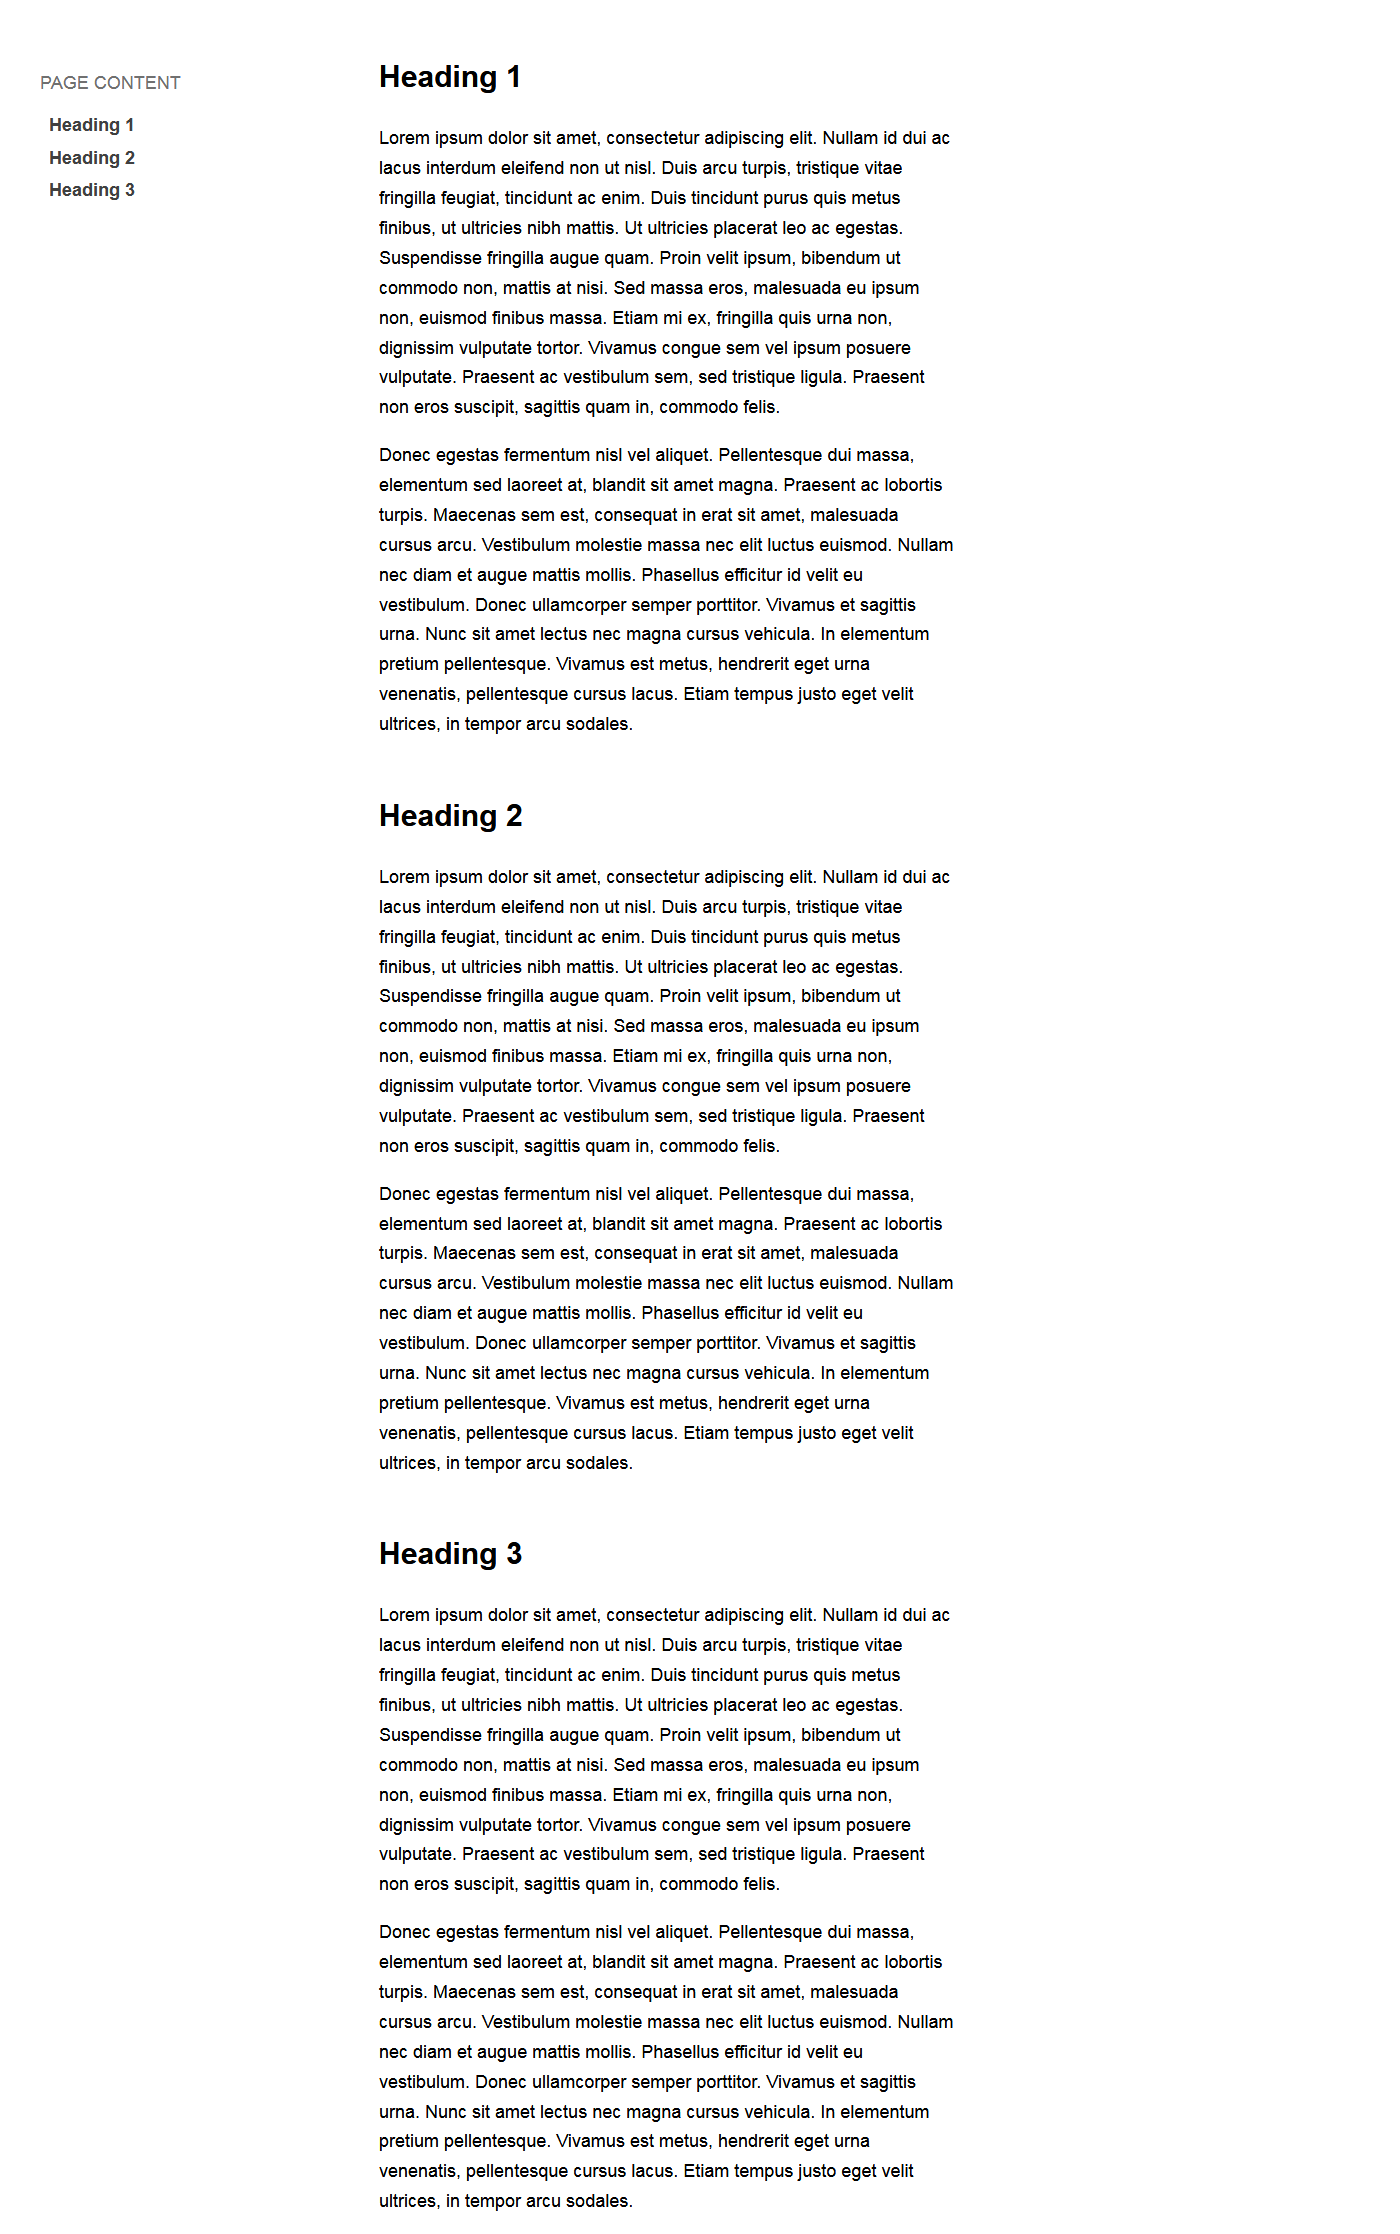 PAGE CONTENT
Heading 1
Heading 2
Heading 3
Heading 1
Lorem ipsum dolor sit amet, consectetur adipiscing elit. Nullam id dui ac
lacus interdum eleifend non ut nisl. Duis arcu turpis, tristique vitae
fringilla feugiat, tincidunt ac enim. Duis tincidunt purus quis metus
finibus, ut ultricies nibh mattis. Ut ultricies placerat leo ac egestas.
Suspendisse fringilla augue quam. Proin velit ipsum, bibendum ut
commodo non, mattis at nisi. Sed massa eros, malesuada eu ipsum
non, euismod finibus massa. Etiam mi ex, fringilla quis urna non,
dignissim vulputate tortor. Vivamus congue sem vel ipsum posuere
vulputate. Praesent ac vestibulum sem, sed tristique ligula. Praesent
non eros suscipit, sagittis quam in, commodo felis.
Donec egestas fermentum nisl vel aliquet. Pellentesque dui massa,
elementum sed laoreet at, blandit sit amet magna. Praesent ac lobortis
turpis. Maecenas sem est, consequat in erat sit amet, malesuada
cursus arcu. Vestibulum molestie massa nec elit luctus euismod. Nullam
nec diam et augue mattis mollis. Phasellus efficitur id velit eu
vestibulum. Donec ullamcorper semper porttitor. Vivamus et sagittis
urna. Nunc sit amet lectus nec magna cursus vehicula. In elementum
pretium pellentesque. Vivamus est metus, hendrerit eget urna
venenatis, pellentesque cursus lacus. Etiam tempus justo eget velit
ultrices, in tempor arcu sodales.
Heading 2
Lorem ipsum dolor sit amet, consectetur adipiscing elit. Nullam id dui ac
lacus interdum eleifend non ut nisl. Duis arcu turpis, tristique vitae
fringilla feugiat, tincidunt ac enim. Duis tincidunt purus quis metus
finibus, ut ultricies nibh mattis. Ut ultricies placerat leo ac egestas.
Suspendisse fringilla augue quam. Proin velit ipsum, bibendum ut
commodo non, mattis at nisi. Sed massa eros, malesuada eu ipsum
non, euismod finibus massa. Etiam mi ex, fringilla quis urna non,
dignissim vulputate tortor. Vivamus congue sem vel ipsum posuere
vulputate. Praesent ac vestibulum sem, sed tristique ligula. Praesent
non eros suscipit, sagittis quam in, commodo felis.
Donec egestas fermentum nisl vel aliquet. Pellentesque dui massa,
elementum sed laoreet at, blandit sit amet magna. Praesent ac lobortis
turpis. Maecenas sem est, consequat in erat sit amet, malesuada
cursus arcu. Vestibulum molestie massa nec elit luctus euismod. Nullam
nec diam et augue mattis mollis. Phasellus efficitur id velit eu
vestibulum. Donec ullamcorper semper porttitor. Vivamus et sagittis
urna. Nunc sit amet lectus nec magna cursus vehicula. In elementum
pretium pellentesque. Vivamus est metus, hendrerit eget urna
venenatis, pellentesque cursus lacus. Etiam tempus justo eget velit
ultrices, in tempor arcu sodales.
Heading 3
Lorem ipsum dolor sit amet, consectetur adipiscing elit. Nullam id dui ac
lacus interdum eleifend non ut nisl. Duis arcu turpis, tristique vitae
fringilla feugiat, tincidunt ac enim. Duis tincidunt purus quis metus
finibus, ut ultricies nibh mattis. Ut ultricies placerat leo ac egestas.
Suspendisse fringilla augue quam. Proin velit ipsum, bibendum ut
commodo non, mattis at nisi. Sed massa eros, malesuada eu ipsum
non, euismod finibus massa. Etiam mi ex, fringilla quis urna non,
dignissim vulputate tortor. Vivamus congue sem vel ipsum posuere
vulputate. Praesent ac vestibulum sem, sed tristique ligula. Praesent
non eros suscipit, sagittis quam in, commodo felis.
Donec egestas fermentum nisl vel aliquet. Pellentesque dui massa,
elementum sed laoreet at, blandit sit amet magna. Praesent ac lobortis
turpis. Maecenas sem est, consequat in erat sit amet, malesuada
cursus arcu. Vestibulum molestie massa nec elit luctus euismod. Nullam
nec diam et augue mattis mollis. Phasellus efficitur id velit eu
vestibulum. Donec ullamcorper semper porttitor. Vivamus et sagittis
urna. Nunc sit amet lectus nec magna cursus vehicula. In elementum
pretium pellentesque. Vivamus est metus, hendrerit eget urna
venenatis, pellentesque cursus lacus. Etiam tempus justo eget velit
ultrices, in tempor arcu sodales.